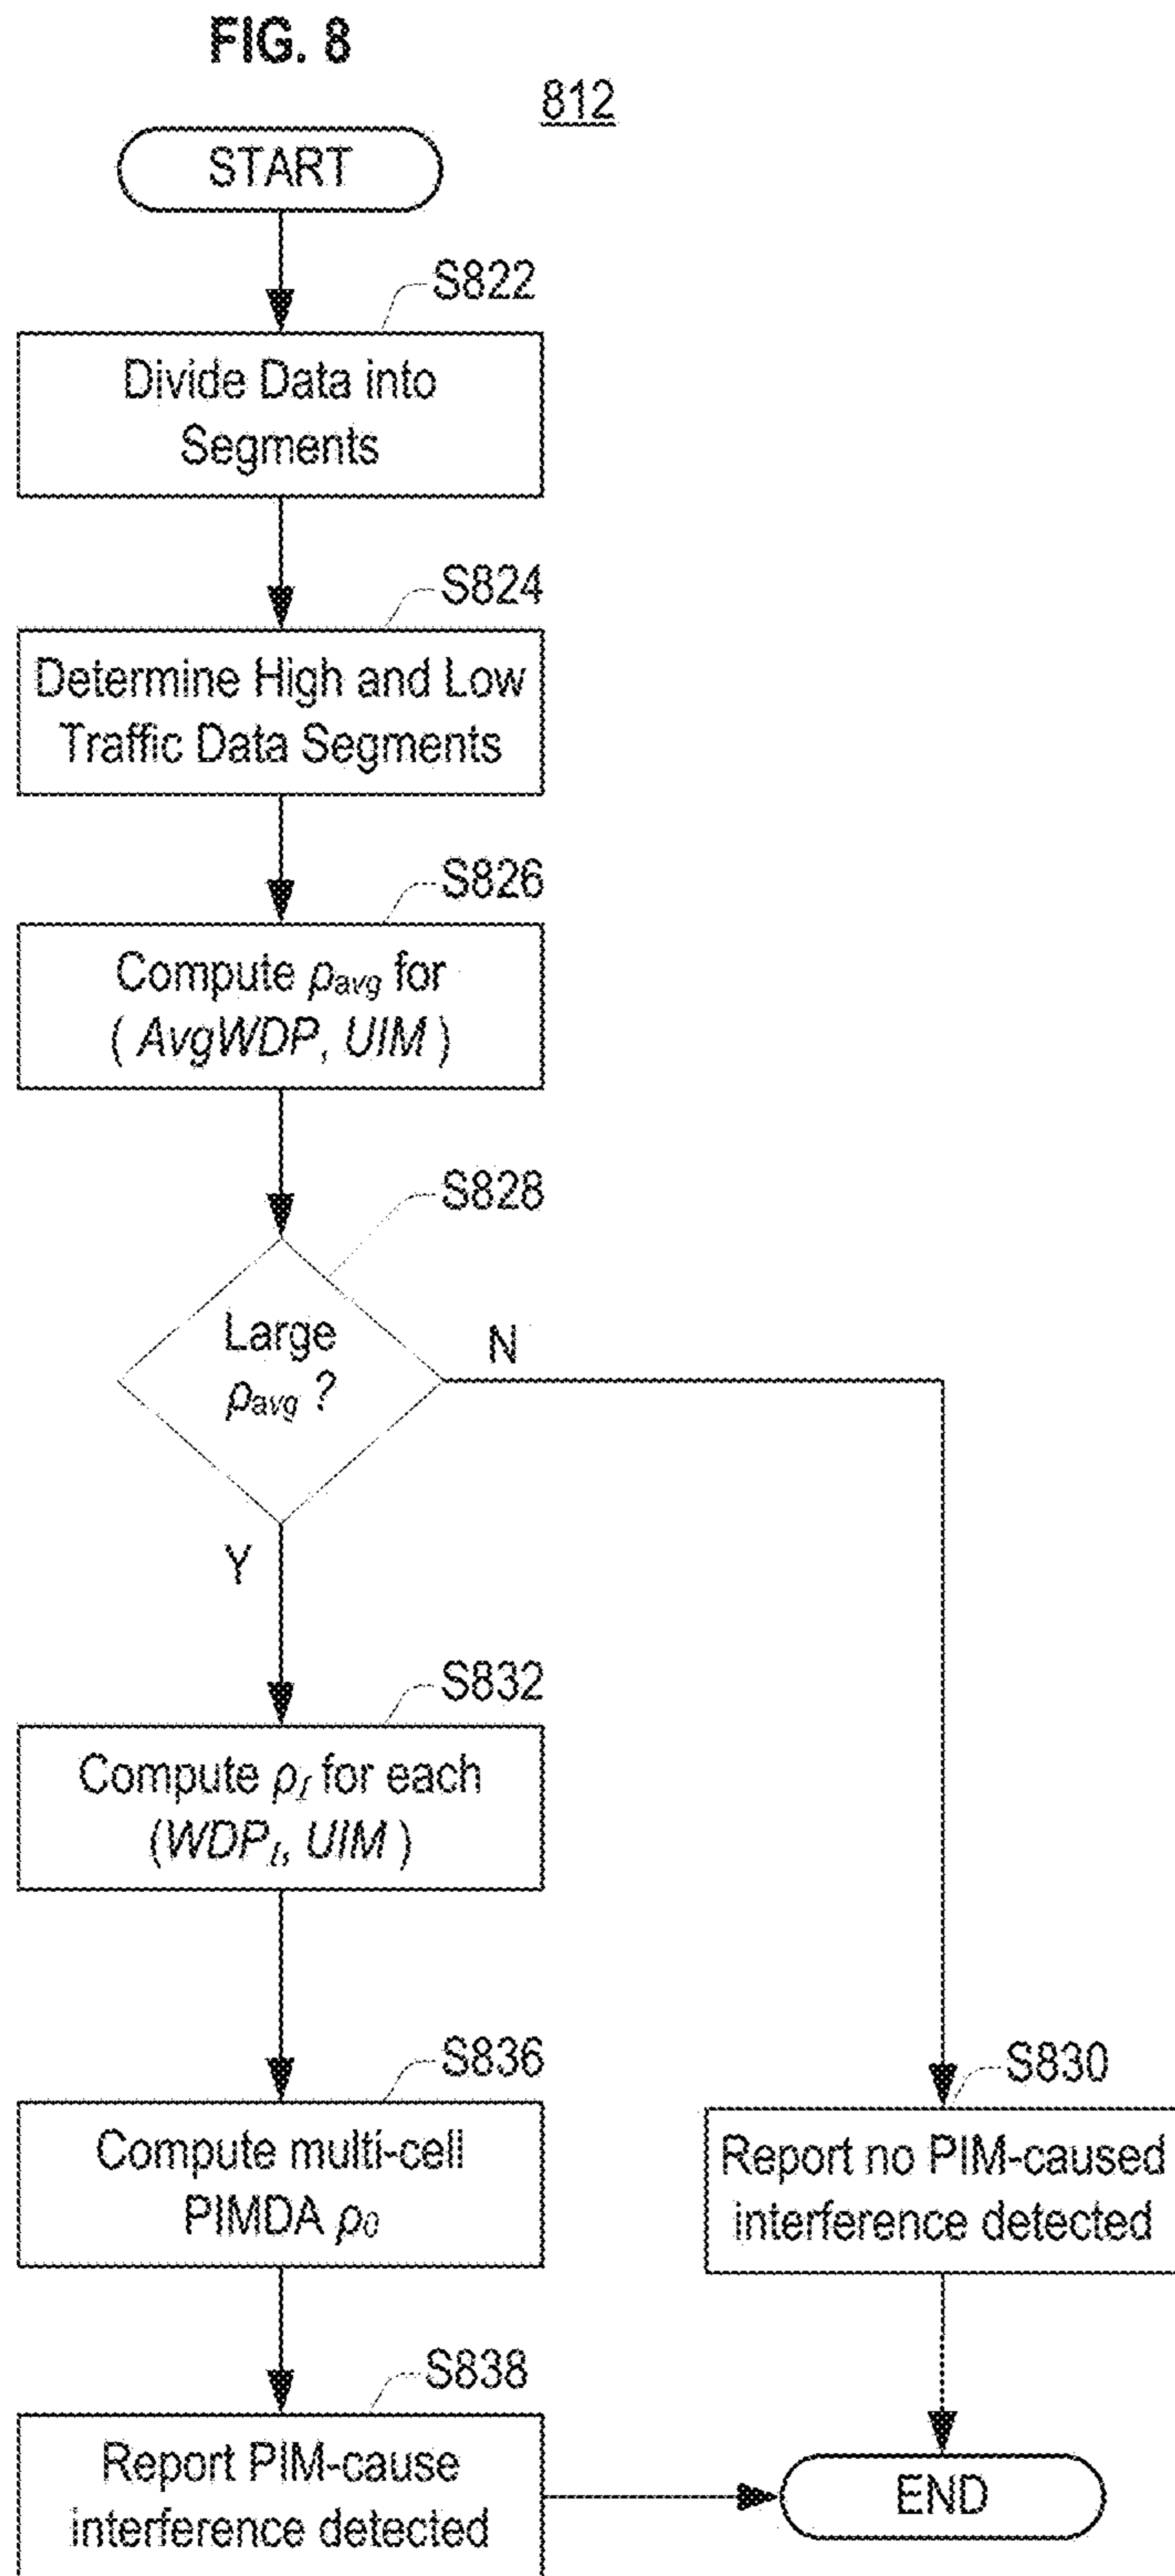 FIG. 8
812
START
S822
Divide Data into
Segments
S824
Determine High and Low
Traffic Data Segments
S826
Compute ρavg for
( AvgWDP, UIM )
S828
Large
ρavg ?
N
Y
S832
Compute ρi for each
(WDPi, UIM )
S836
Compute multi-cell
PIMDA ρ0
S830
Report no PIM-caused
interference detected
S838
Report PIM-cause
interference detected
END